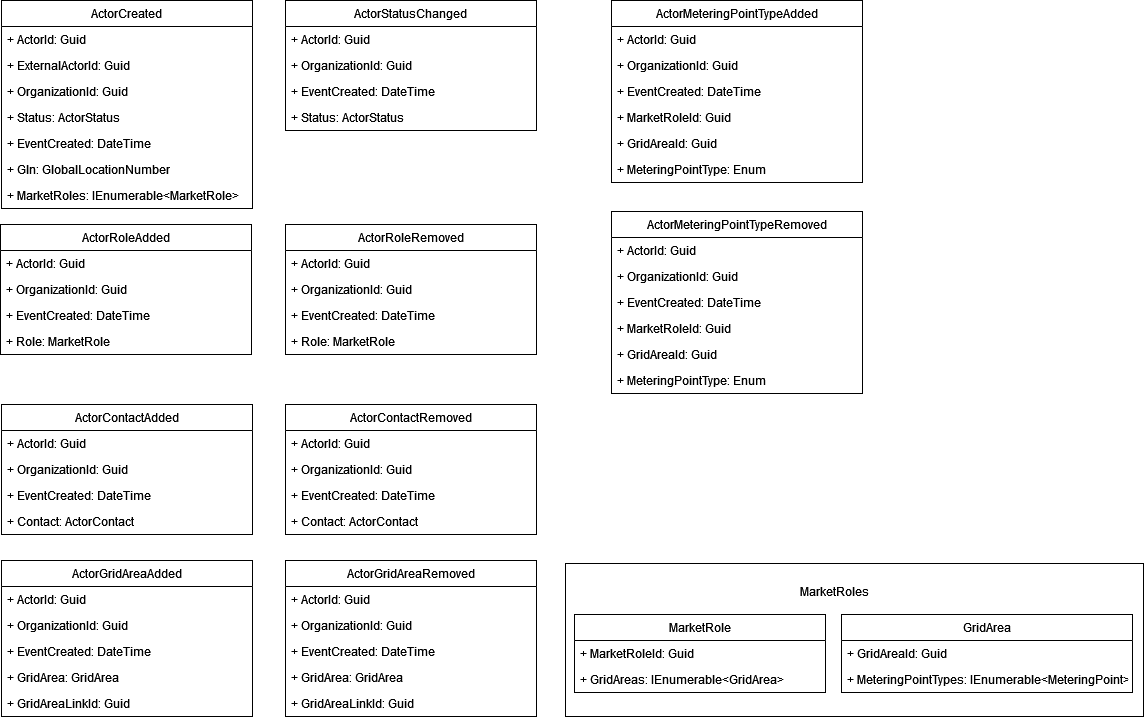 ActorCreated
+ ActorId: Guid
+ ExternalActorId: Guid
+ OrganizationId: Guid
+ Status: ActorStatus
+ EventCreated: DateTime
+ Gln: GlobalLocationNumber
+ MarketRoles: IEnumerable<MarketRole>
ActorStatusChanged
+ ActorId: Guid
+ OrganizationId: Guid
+ EventCreated: DateTime
+ Status: ActorStatus
ActorMeteringPointTypeAdded
+ ActorId: Guid
+ OrganizationId: Guid
+ EventCreated: DateTime
+ MarketRoleId: Guid
+ GridAreaId: Guid
+ MeteringPointType: Enum
ActorRoleAdded
+ ActorId: Guid
+ OrganizationId: Guid
+ EventCreated: DateTime
+ Role: MarketRole
ActorRoleRemoved
+ ActorId: Guid
+ OrganizationId: Guid
+ EventCreated: DateTime
+ Role: MarketRole
ActorMeteringPointTypeRemoved
+ ActorId: Guid
+ OrganizationId: Guid
+ EventCreated: DateTime
+ MarketRoleId: Guid
+ GridAreaId: Guid
+ MeteringPointType: Enum
ActorContactAdded
+ ActorId: Guid
+ OrganizationId: Guid
+ EventCreated: DateTime
+ Contact: ActorContact
ActorContactRemoved
+ ActorId: Guid
+ OrganizationId: Guid
+ EventCreated: DateTime
+ Contact: ActorContact
ActorGridAreaAdded
+ ActorId: Guid
+ OrganizationId: Guid
+ EventCreated: DateTime
+ GridArea: GridArea
+ GridAreaLinkId: Guid
ActorGridAreaRemoved
+ ActorId: Guid
+ OrganizationId: Guid
+ EventCreated: DateTime
+ GridArea: GridArea
+ GridAreaLinkId: Guid
MarketRoles
MarketRole
+ MarketRoleId: Guid
+ GridAreas: IEnumerable<GridArea>
GridArea
+ GridAreaId: Guid
+ MeteringPointTypes: IEnumerable<MeteringPoint>